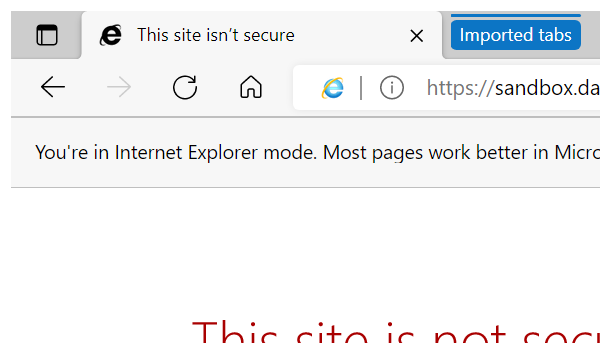 This site isn't secure
Imported tabs
https://sandbox.da
You're in Internet Explorer mode. Most pages work better in Micro
This site is not secu